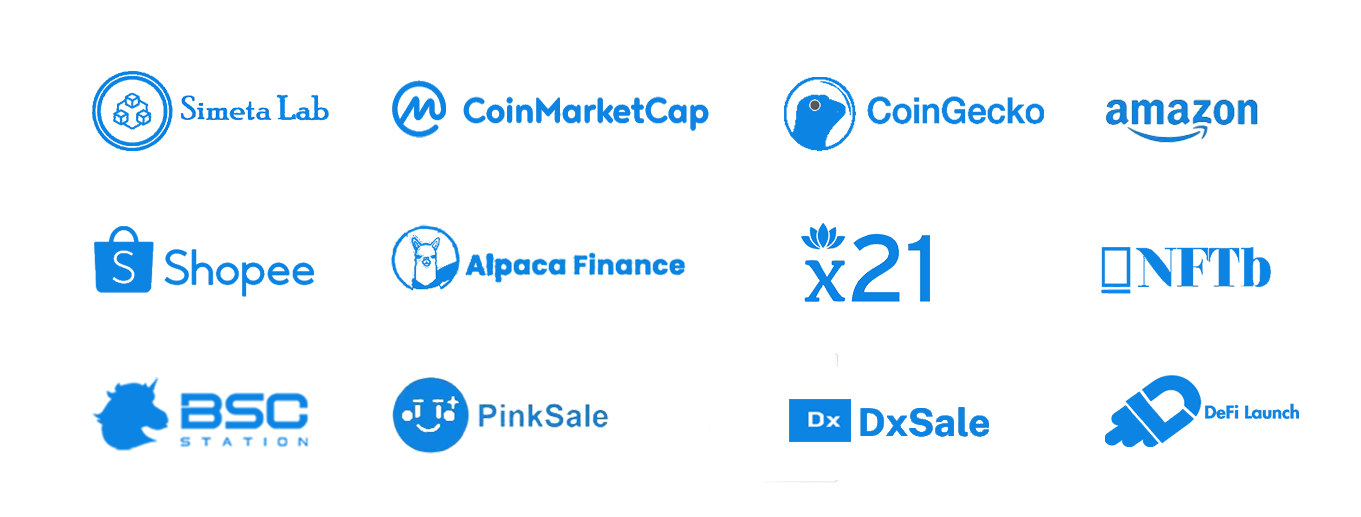 Simeta Lab
CoinMarketCap
CoinGecko
amazon
S Shopee
Alpaca Finance
x21
NFTb
BSC
STATION
PinkSale
Dx DxSale
DeFi Launch